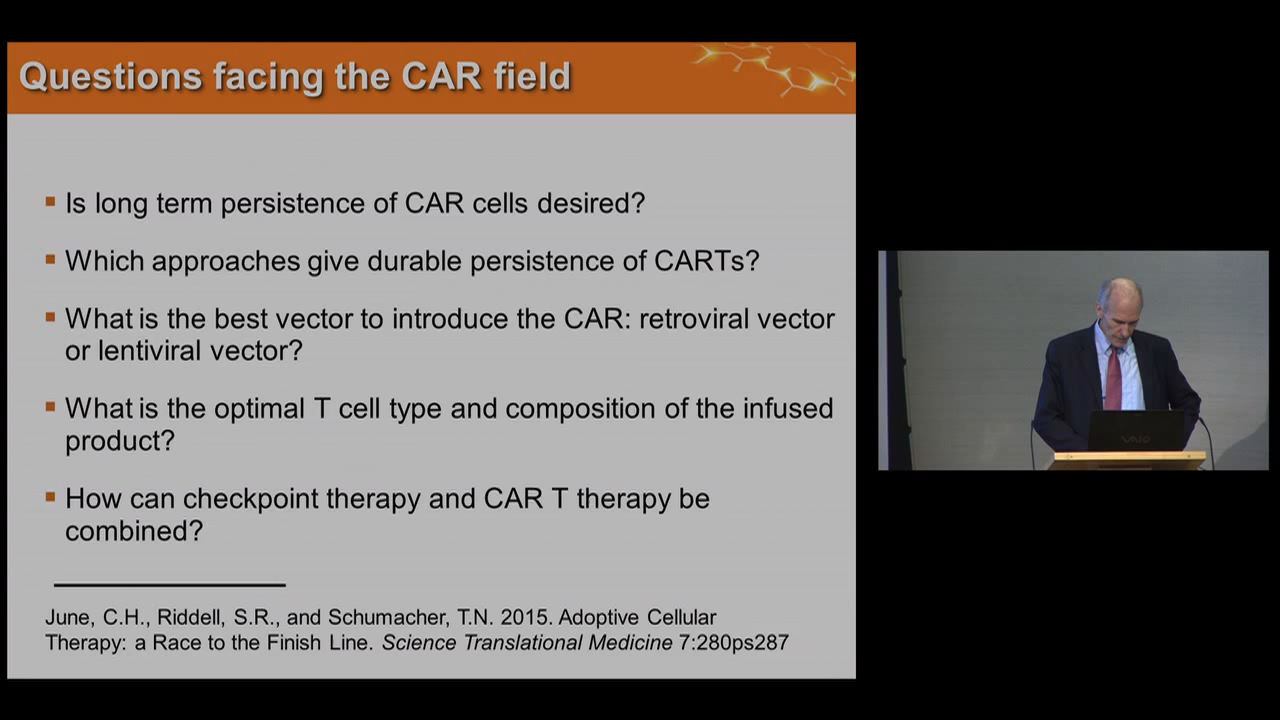 Questions facing the CAR field
▪ Is long term persistence of CAR cells desired?
▪ Which approaches give durable persistence of CARTs?
▪ What is the best vector to introduce the CAR: retroviral vector
or lentiviral vector?
▪ What is the optimal T cell type and composition of the infused
product?
▪ How can checkpoint therapy and CAR T therapy be
combined?
June, C.H., Riddell, S.R., and Schumacher, T.N. 2015. Adoptive Cellular
Therapy: a Race to the Finish Line. Science Translational Medicine 7:280ps287
VAIO